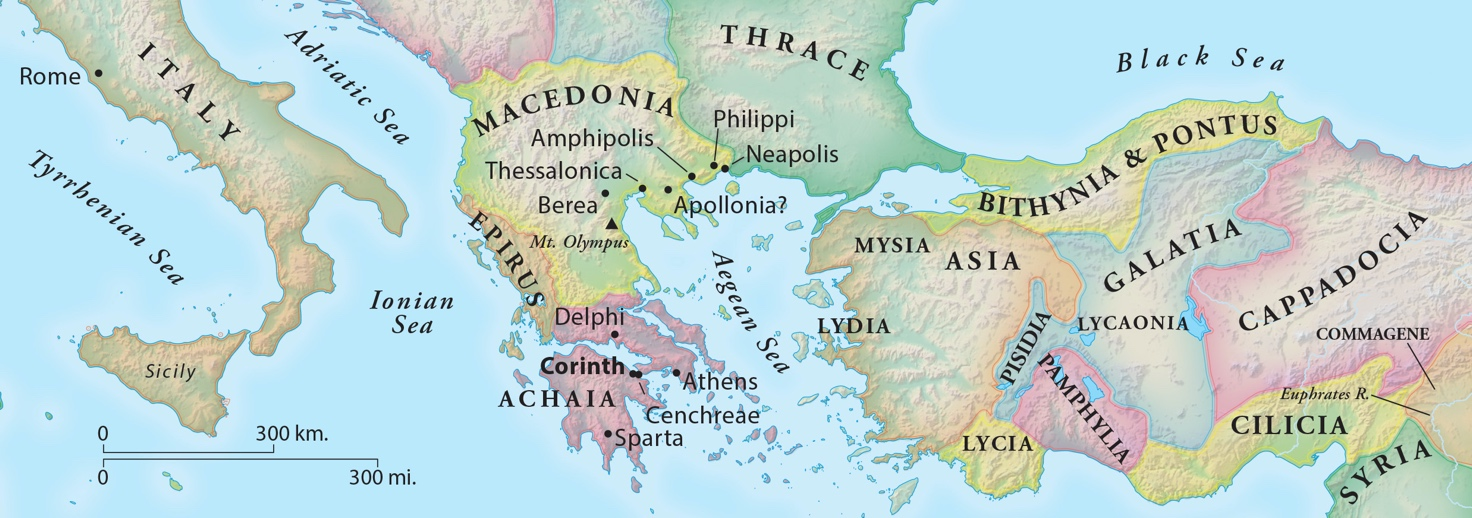 THRACE
Black Sea
Adriatic Sea
ITALY
Rome
MACEDONIA
Philippi
Amphipolis
Neapolis
BITHYNIA & PONTUS
Thessalonica
Berea
Apollonia?
Tyrrhenian Sea
EPIRUS
Mt. Olympus
MYSIA
ASIA
GALATIA
CAPPADOCIA
Ionian
Sea
Aegean Sea
Delphi
LYDIA
PISIDIA
LYCAONIA
COMMAGENE
Sicily
Corinth
Athens
ACHAIA
Cenchreae
PAMPHYLIA
Euphrates R.
Sparta
LYCIA
CILICIA
SYRIA
0 300 km.
0 300 mi.